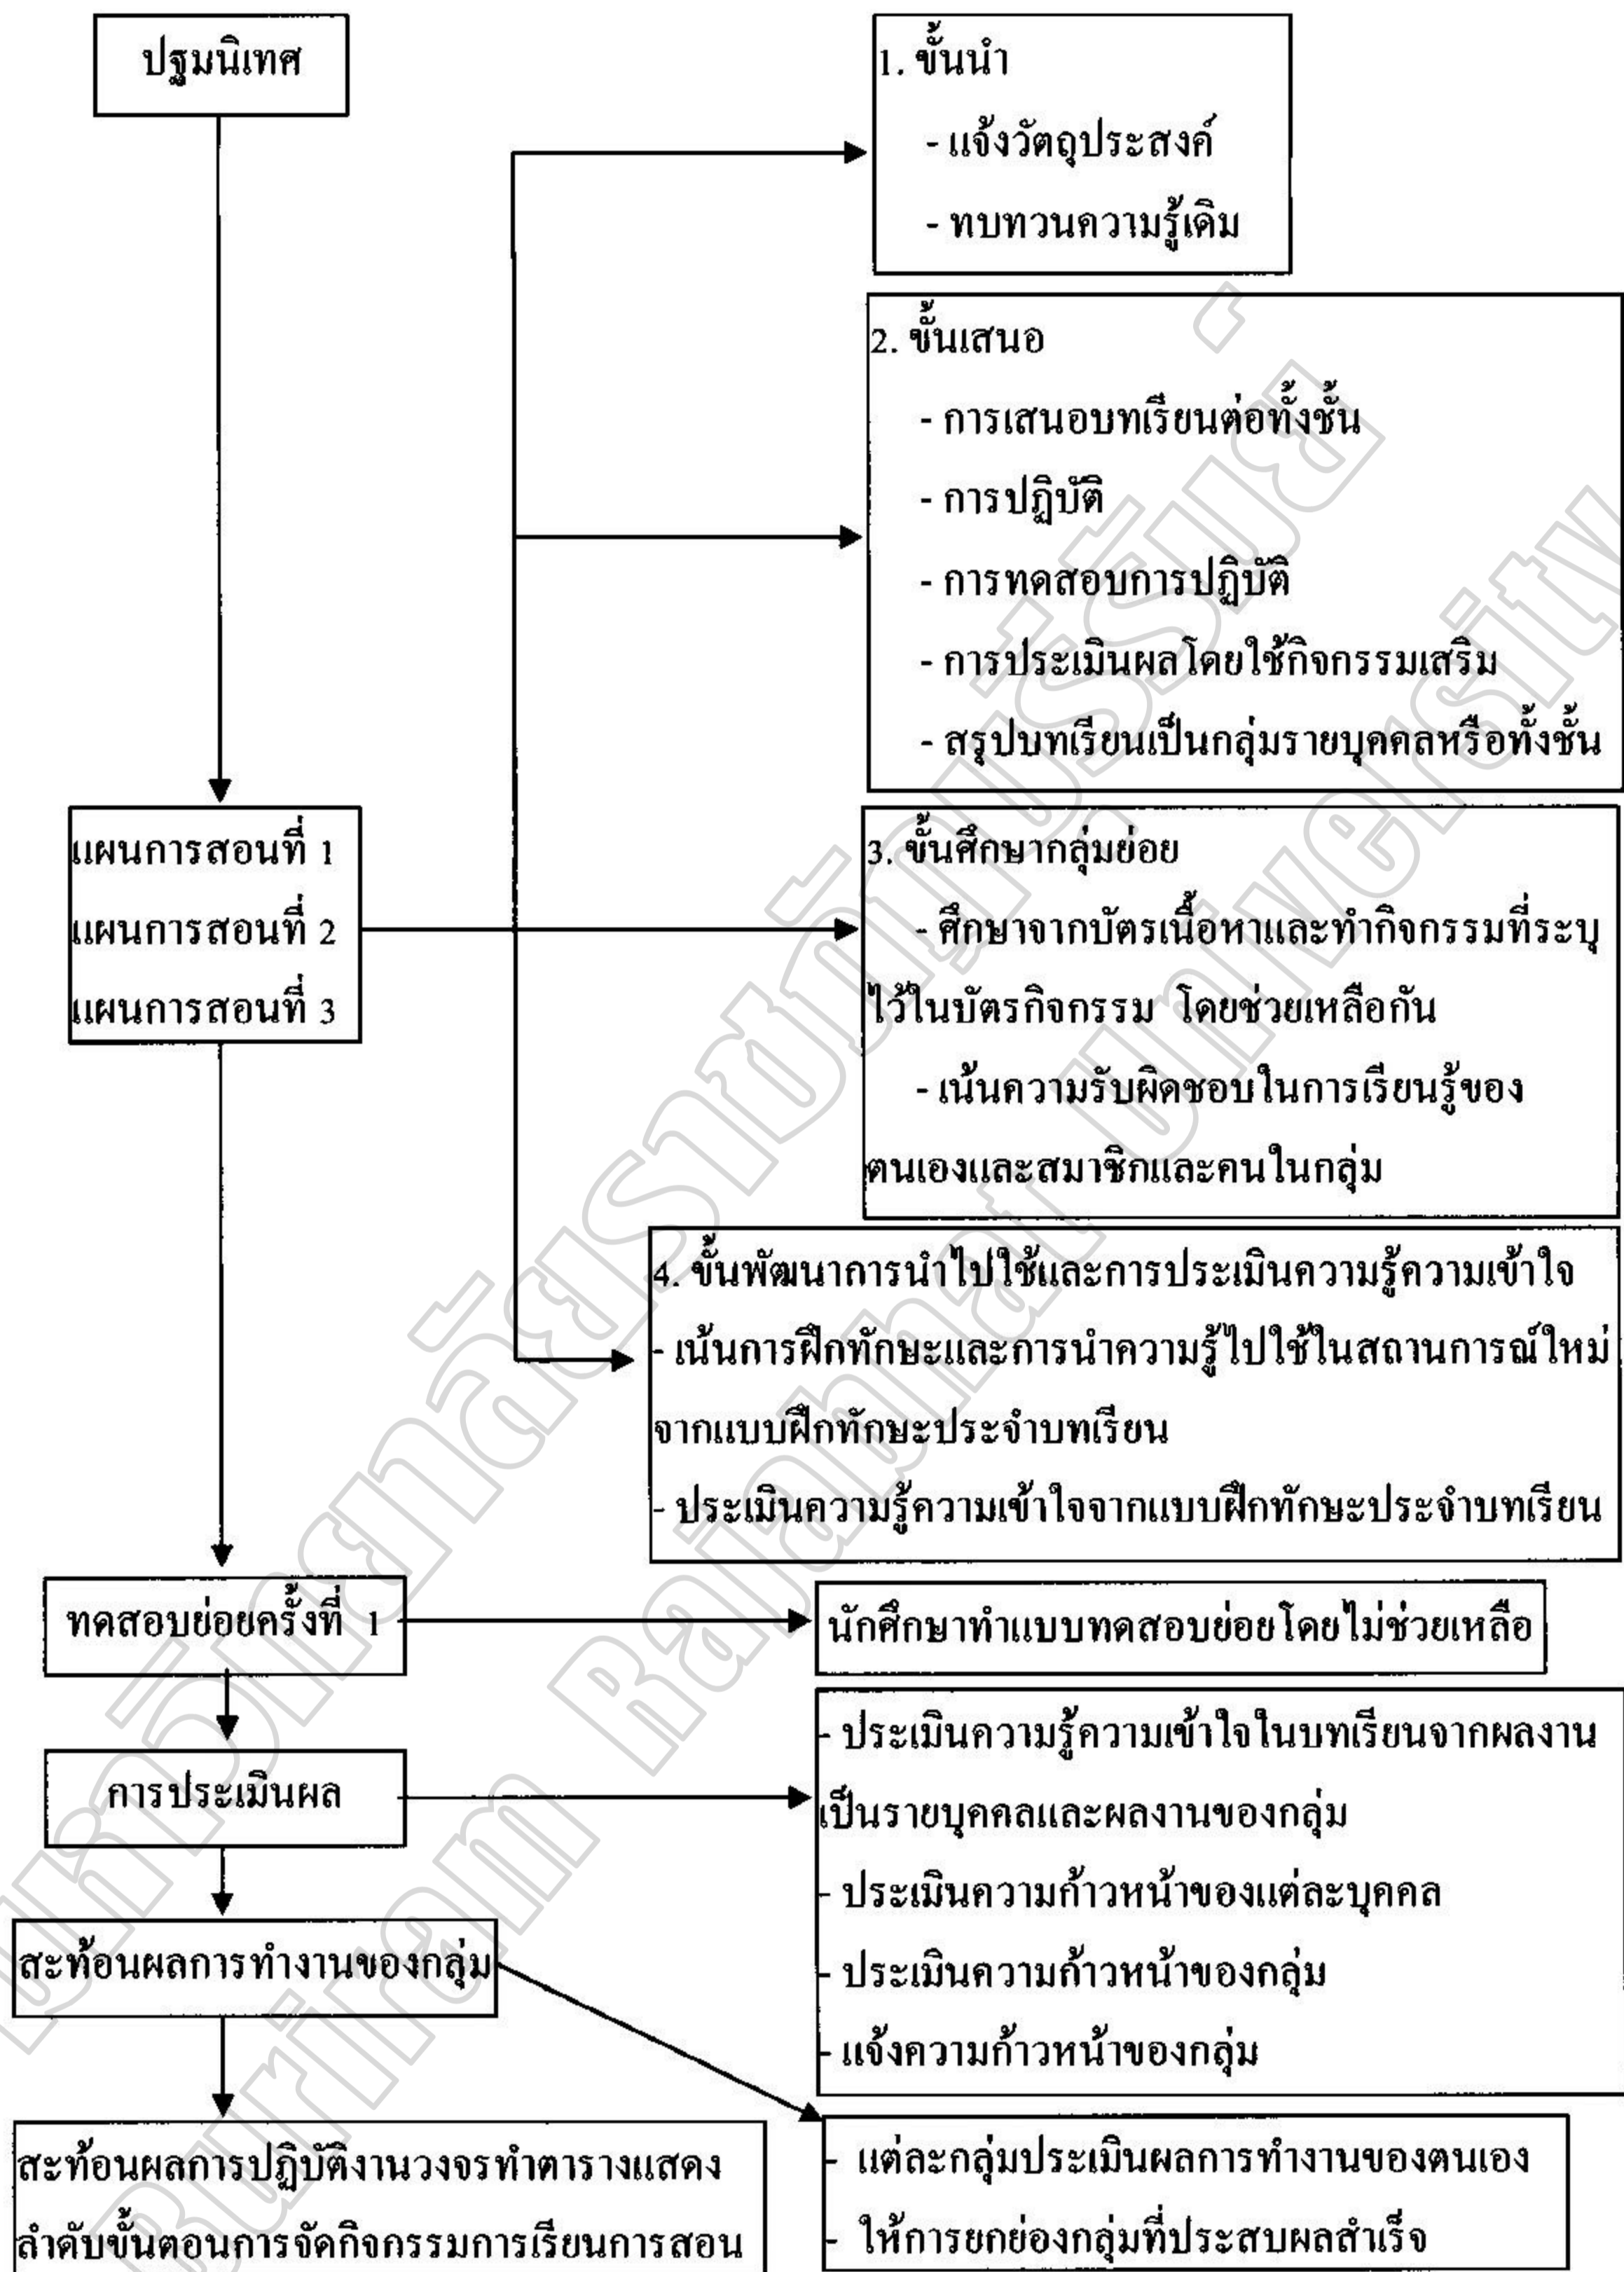 ปฐมนิเทศ
1. ขั้นนำ
- แจ้งวัตถุประสงค์
- ทบทวนความรู้เดิม
2. ขั้นเสนอ
- การเสนอบทเรียนต่อทั้งชั้น
- การปฏิบัติ
- การทดสอบการปฏิบัติ
- การประเมินผลโดยใช้กิจกรรมเสริม
- สรุปบทเรียนเป็นกลุ่มรายบุคคลหรือทั้งชั้น
แผนการสอนที่ 1
แผนการสอนที่ 2
แผนการสอนที่ 3
3. ขั้นศึกษากลุ่มย่อย
- ศึกษาจากบัตรเนื้อหาและทำกิจกรรมที่ระบุ
ไว้ในบัตรกิจกรรม โดยช่วยเหลือกัน
- เน้นความรับผิดชอบในการเรียนรู้ของ
ตนเองและสมาชิกและคนในกลุ่ม
4. ขั้นพัฒนาการนำไปใช้และการประเมินความรู้ความเข้าใจ
- เน้นการฝึกทักษะและการนำความรู้ไปใช้ในสถานการณ์ใหม่
จากแบบฝึกทักษะประจำบทเรียน
- ประเมินความรู้ความเข้าใจจากแบบฝึกทักษะประจำบทเรียน
ทดสอบย่อยครั้งที่ 1
นักศึกษาทำแบบทดสอบย่อยโดยไม่ช่วยเหลือ
การประเมินผล
- ประเมินความรู้ความเข้าใจในบทเรียนจากผลงาน
เป็นรายบุคคลและผลงานของกลุ่ม
- ประเมินความก้าวหน้าของแต่ละบุคคล
- ประเมินความก้าวหน้าของกลุ่ม
- แจ้งความก้าวหน้าของกลุ่ม
สะท้อนผลการทำงานของกลุ่ม
- แต่ละกลุ่มประเมินผลการทำงานของตนเอง
- ให้การยกย่องกลุ่มที่ประสบผลสำเร็จ
สะท้อนผลการปฏิบัติงานวงจรทำตารางแสดง
ลำดับขั้นตอนการจัดกิจกรรมการเรียนการสอน
มหาวิทยาลัยราชภัฏบุรีรัมย์
Buriram Rajabhat University